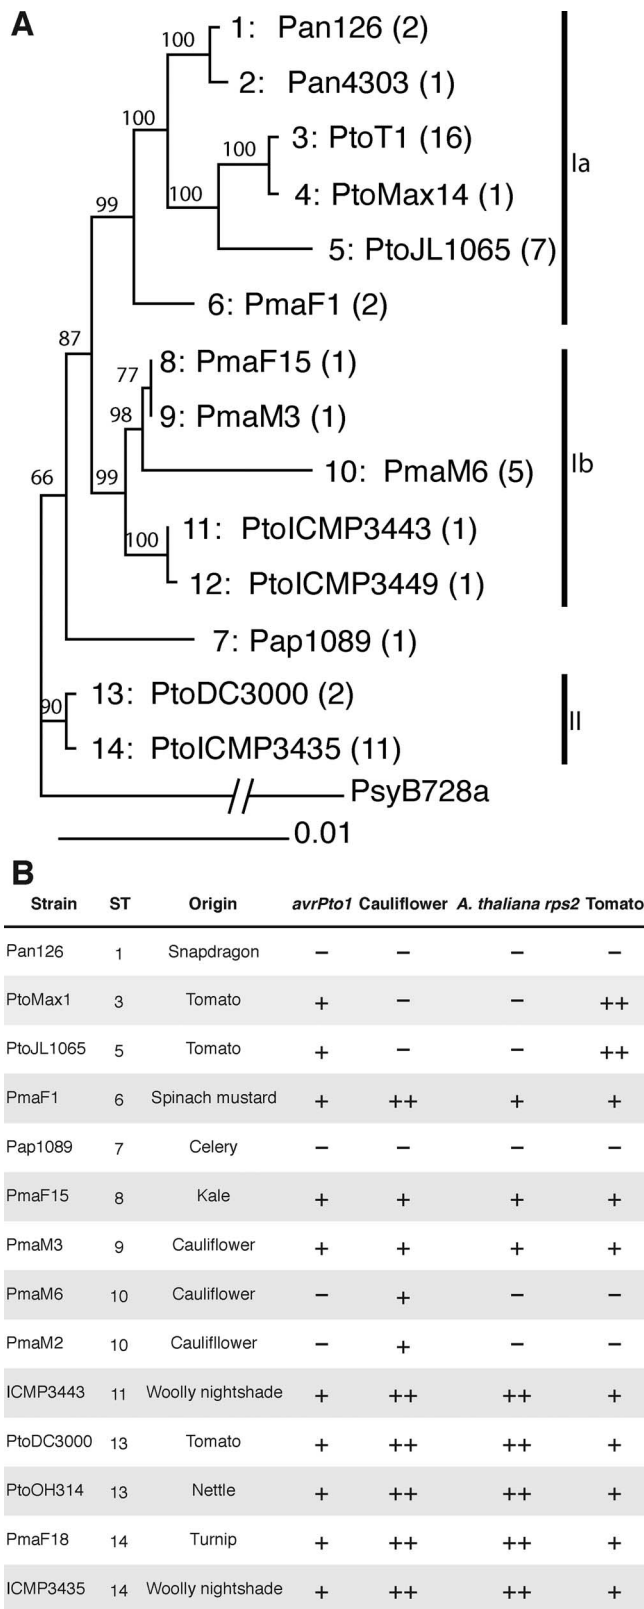 A
100 1: Pan126 (2)
2: Pan4303 (1)
100
100 3: PtoT1 (16)
Ia
100 4: PtoMax14 (1)
99
5: PtoJL1065 (7)
6: PmaF1 (2)
87
8: PmaF15 (1)
77
98 9: PmaM3 (1)
10: PmaM6 (5)
Ib
66 99
11: PtoICMP3443 (1)
100
12: PtoICMP3449 (1)
7: Pap1089 (1)
13: PtoDC3000 (2)
90
II
14: PtoICMP3435 (11)
PsyB728a
0.01
B
Strain ST Origin avrPto1 Cauliflower A. thaliana rps2 Tomato
Pan126 1 Snapdragon − − − −
PtoMax1 3 Tomato + − − ++
PtoJL1065 5 Tomato + − − ++
PmaF1 6 Spinach mustard + ++ + +
Pap1089 7 Celery − − − −
PmaF15 8 Kale + + + +
PmaM3 9 Cauliflower + + + +
PmaM6 10 Cauliflower − + − −
PmaM2 10 Caulifllower − + − −
ICMP3443 11 Woolly nightshade + ++ ++ +
PtoDC3000 13 Tomato + ++ ++ +
PtoOH314 13 Nettle + ++ ++ +
PmaF18 14 Turnip + ++ ++ +
ICMP3435 14 Woolly nightshade + ++ ++ +